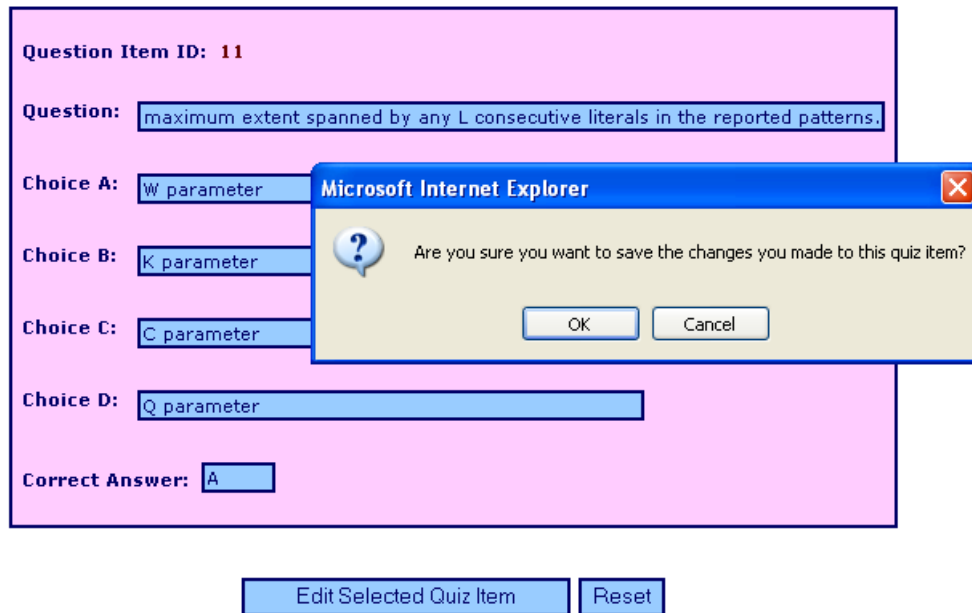 Question Item ID: 11
Question: maximum extent spanned by any L consecutive literals in the reported patterns.
Choice A: W parameter
Microsoft Internet Explorer
Are you sure you want to save the changes you made to this quiz item?
OK Cancel
Choice B: K parameter
Choice C: C parameter
Choice D: Q parameter
Correct Answer: A
Edit Selected Quiz Item Reset